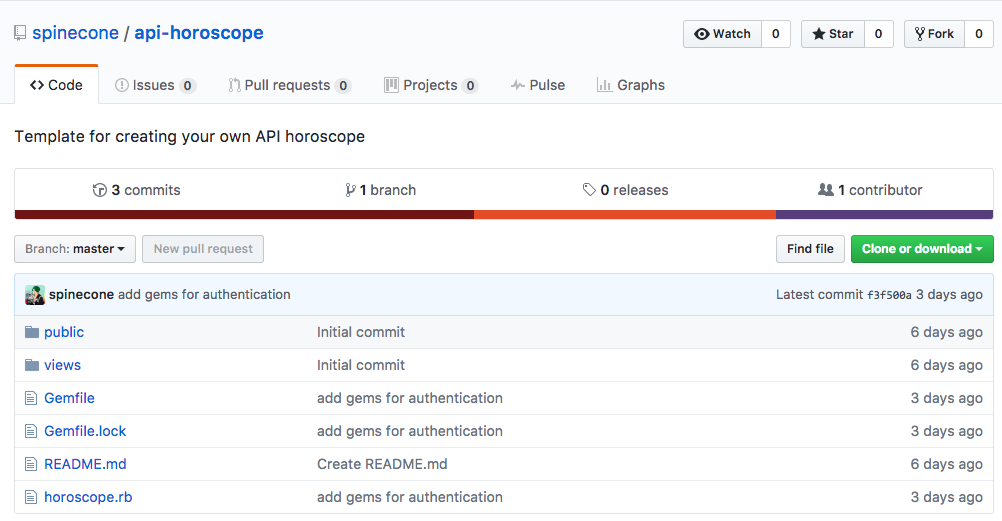 spinecone / api-horoscope Watch 0 Star 0 Fork 0
Code Issues 0 Pull requests 0 Projects 0 Pulse Graphs
Template for creating your own API horoscope
3 commits 1 branch 0 releases 1 contributor
Branch: master New pull request Find file Clone or download
spinecone add gems for authentication Latest commit f3f500a 3 days ago
public Initial commit 6 days ago
views Initial commit 6 days ago
Gemfile add gems for authentication 3 days ago
Gemfile.lock add gems for authentication 3 days ago
README.md Create README.md 6 days ago
horoscope.rb add gems for authentication 3 days ago